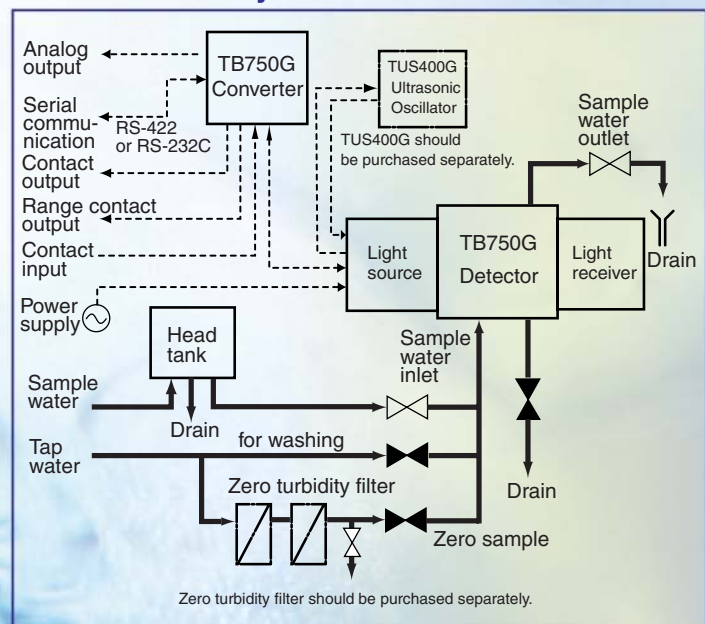 Analog
output
Serial
commu-
nication
RS-422
or RS-232C
Contact
output
Range contact
output
Contact
input
Power
supply
TB750G
Converter
TUS400G
Ultrasonic
Oscillator
TUS400G should
be purchased separately.
Sample
water
outlet
Light
source
TB750G
Detector
Light
receiver
Drain
Head
tank
Sample
water
inlet
Sample
water
Drain
Tap
water
for washing
Zero turbidity filter
Drain
Zero sample
Zero turbidity filter should be purchased separately.